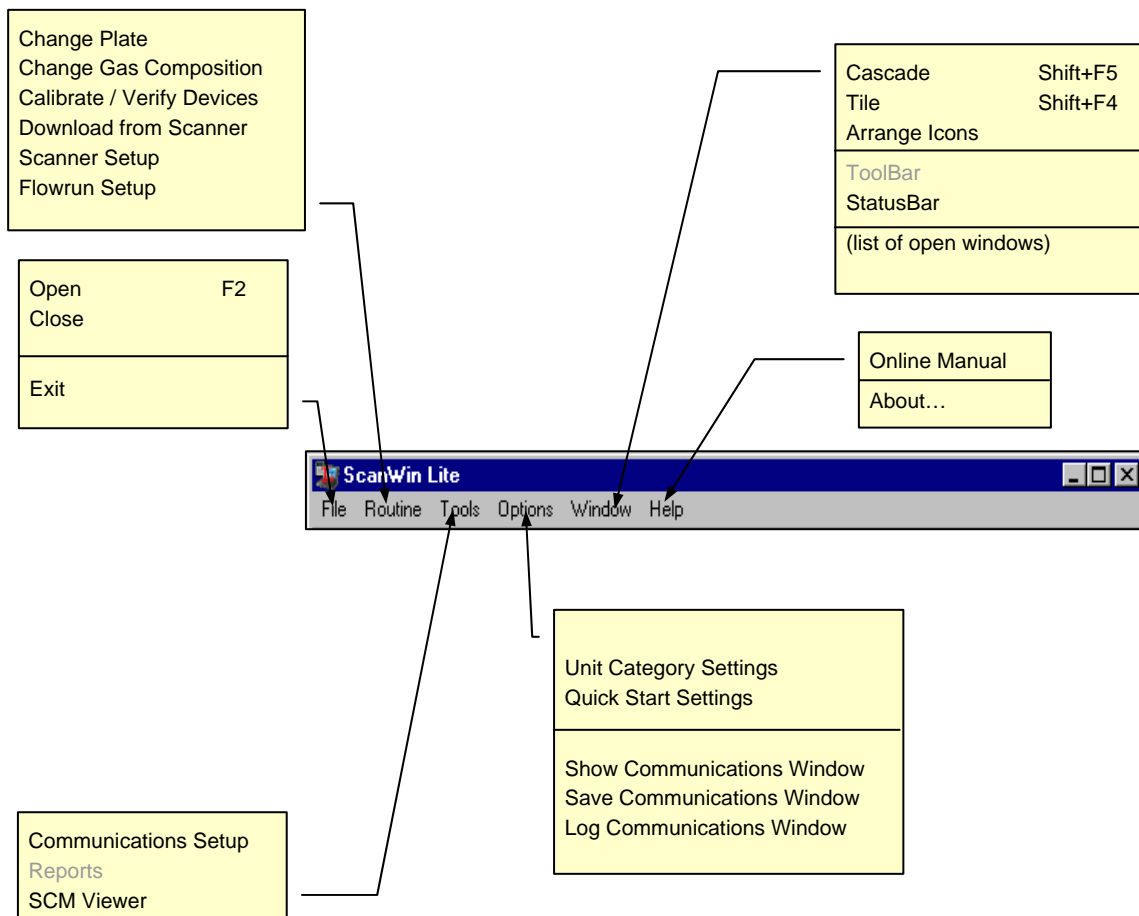 Change Plate
Change Gas Composition
Calibrate / Verify Devices
Download from Scanner
Scanner Setup
Flowrun Setup
Cascade Shift+F5
Tile Shift+F4
Arrange Icons
ToolBar
StatusBar
(list of open windows)
Open F2
Close
Exit
Online Manual
About…
ScanWin Lite
File Routine Tools Options Window Help
Unit Category Settings
Quick Start Settings
Show Communications Window
Save Communications Window
Log Communications Window
Communications Setup
Reports
SCM Viewer